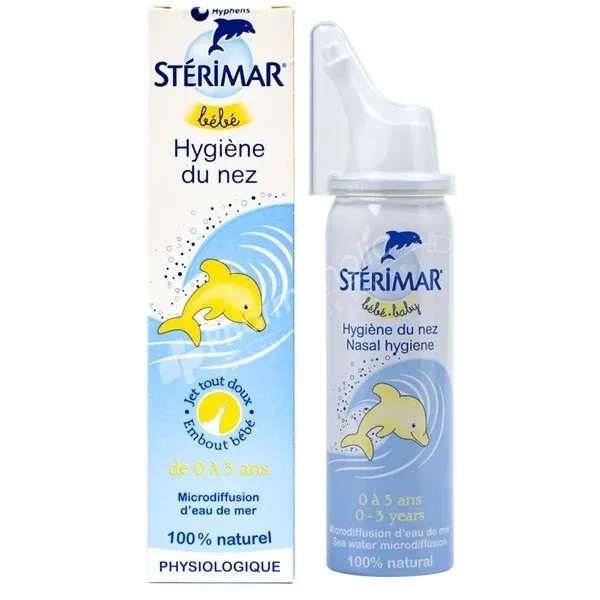 Hyphens
STÉRIMAR
bébé
Hygiène
du nez
Jet tout doux
Embout bébé
de 0 à 3 ans
Microdiffusion
d'eau de mer
100% naturel
PHYSIOLOGIQUE
STÉRIMAR
bébé-baby
Hygiène du nez
Nasal hygiene
0 à 3 ans
0-3 years
Microdiffusion d'eau de mer
Sea water microdiffusion
100% naturel